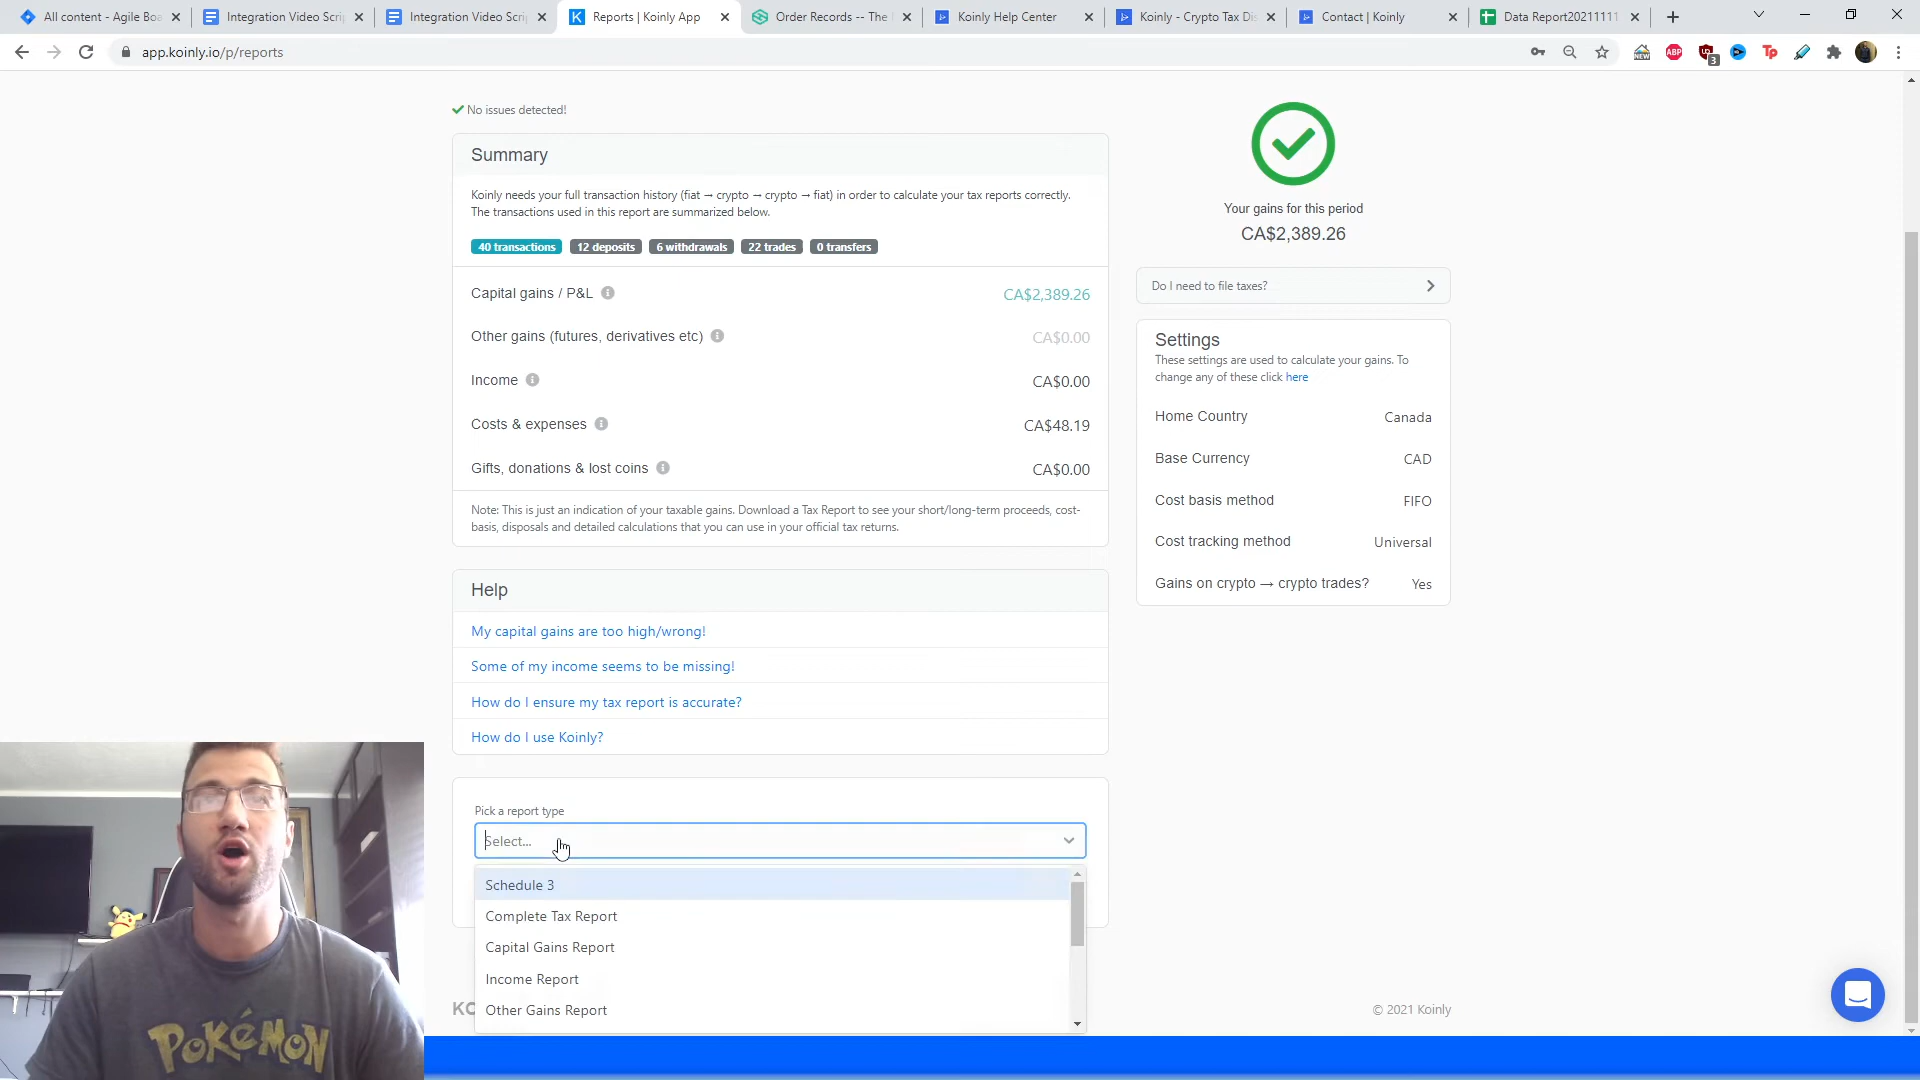 All content - Agile Boa
Integration Video Scrip
Integration Video Scrip
Reports | Koinly App
Order Records -- The
Koinly Help Center
Koinly - Crypto Tax Dis
Contact | Koinly
Data Report20211111
app.koinly.io/p/reports
NEW
ABP
3
Tp
No issues detected!
Summary
Koinly needs your full transaction history (fiat → crypto → crypto → fiat) in order to calculate your tax reports correctly.
The transactions used in this report are summarized below.
40 transactions 12 deposits 6 withdrawals 22 trades 0 transfers
Capital gains / P&L CA$2,389.26
Other gains (futures, derivatives etc) CA$0.00
Income CA$0.00
Costs & expenses CA$48.19
Gifts, donations & lost coins CA$0.00
Note: This is just an indication of your taxable gains. Download a Tax Report to see your short/long-term proceeds, cost-
basis, disposals and detailed calculations that you can use in your official tax returns.
Help
My capital gains are too high/wrong!
Some of my income seems to be missing!
How do I ensure my tax report is accurate?
How do I use Koinly?
Pick a report type
Select...
Schedule 3
Complete Tax Report
Capital Gains Report
Income Report
Other Gains Report
Your gains for this period
CA$2,389.26
Do I need to file taxes?
Settings
These settings are used to calculate your gains. To
change any of these click here
Home Country Canada
Base Currency CAD
Cost basis method FIFO
Cost tracking method Universal
Gains on crypto → crypto trades? Yes
KO
© 2021 Koinly
POKéMON